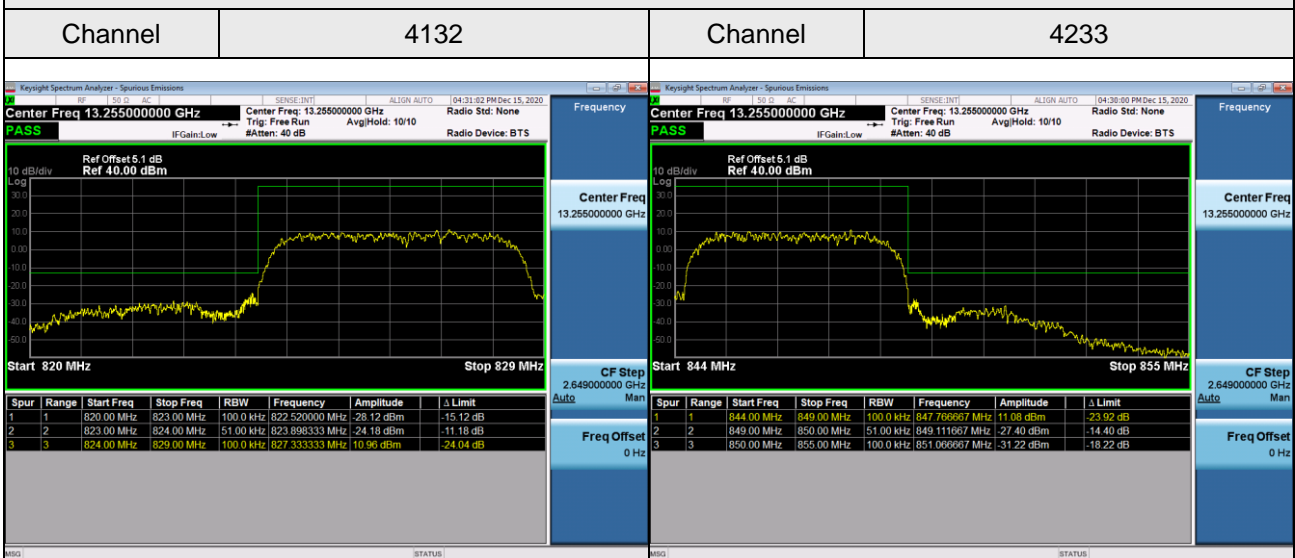 Channel 4132 Channel 4233
Keysight Spectrum Analyzer - Spurious Emissions
RF 50 Ω AC SENSE:INT ALIGN AUTO 04:31:02 PM Dec 15, 2020
Center Freq 13.255000000 GHz
Center Freq: 13.255000000 GHz
Radio Std: None
Trig: Free Run Avg|Hold: 10/10
PASS
IFGain:Low #Atten: 40 dB Radio Device: BTS
Ref Offset 5.1 dB
10 dB/div Ref 40.00 dBm
Log
30.0
20.0
10.0
0.00
-10.0
-20.0
-30.0
-40.0
-50.0
Start 820 MHz Stop 829 MHz
Spur Range Start Freq Stop Freq RBW Frequency Amplitude Δ Limit
1 1 820.00 MHz 823.00 MHz 100.0 kHz 822.520000 MHz -28.12 dBm -15.12 dB
2 2 823.00 MHz 824.00 MHz 51.00 kHz 823.898333 MHz -24.18 dBm -11.18 dB
3 3 824.00 MHz 829.00 MHz 100.0 kHz 827.333333 MHz 10.96 dBm -24.04 dB
MSG STATUS
Frequency
Center Freq
13.255000000 GHz
CF Step
2.649000000 GHz
Auto Man
Freq Offset
0 Hz
Keysight Spectrum Analyzer - Spurious Emissions
RF 50 Ω AC SENSE:INT ALIGN AUTO 04:30:00 PM Dec 15, 2020
Center Freq 13.255000000 GHz
Center Freq: 13.255000000 GHz
Radio Std: None
Trig: Free Run Avg|Hold: 10/10
PASS
IFGain:Low #Atten: 40 dB Radio Device: BTS
Ref Offset 5.1 dB
10 dB/div Ref 40.00 dBm
Log
30.0
20.0
10.0
0.00
-10.0
-20.0
-30.0
-40.0
-50.0
Start 844 MHz Stop 855 MHz
Spur Range Start Freq Stop Freq RBW Frequency Amplitude Δ Limit
1 1 844.00 MHz 849.00 MHz 100.0 kHz 847.766667 MHz 11.08 dBm -23.92 dB
2 2 849.00 MHz 850.00 MHz 51.00 kHz 849.111667 MHz -27.40 dBm -14.40 dB
3 3 850.00 MHz 855.00 MHz 100.0 kHz 851.066667 MHz -31.22 dBm -18.22 dB
MSG STATUS
Frequency
Center Freq
13.255000000 GHz
CF Step
2.649000000 GHz
Auto Man
Freq Offset
0 Hz